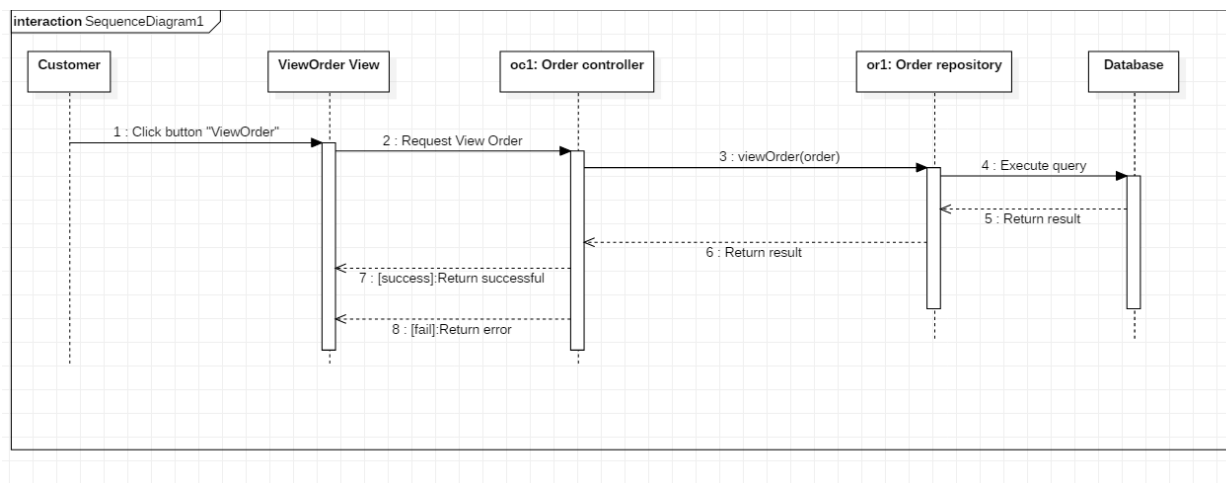 interaction SequenceDiagram1
Customer
ViewOrder View
oc1: Order controller
or1: Order repository
Database
1 : Click button "ViewOrder"
2 : Request View Order
3 : viewOrder(order)
4 : Execute query
5 : Return result
6 : Return result
7 : [success]:Return successful
8 : [fail]:Return error